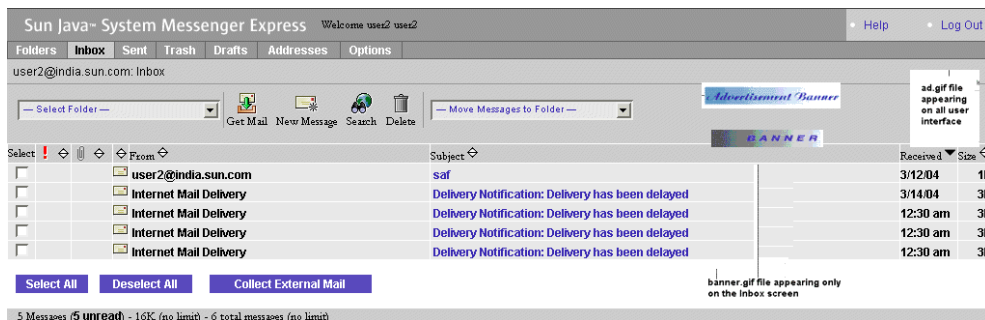 Sun Java™ System Messenger Express Welcome user2 user2 Help Log Out
Folders Inbox Sent Trash Drafts Addresses Options
user2@india.sun.com: Inbox
— Select Folder —
Get Mail New Message Search Delete
— Move Messages to Folder —
Advertisement Banner
BANNER
ad.gif file
appearing
on all user
interface
Select From Subject Received Size
user2@india.sun.com saf 3/12/04
Internet Mail Delivery Delivery Notification: Delivery has been delayed 3/14/04
Internet Mail Delivery Delivery Notification: Delivery has been delayed 12:30 am
Internet Mail Delivery Delivery Notification: Delivery has been delayed 12:30 am
Internet Mail Delivery Delivery Notification: Delivery has been delayed 12:30 am
Select All Deselect All Collect External Mail
banner.gif file appearing only
on the Inbox screen
5 Messages (5 unread) - 16K (no limit) - 6 total messages (no limit)